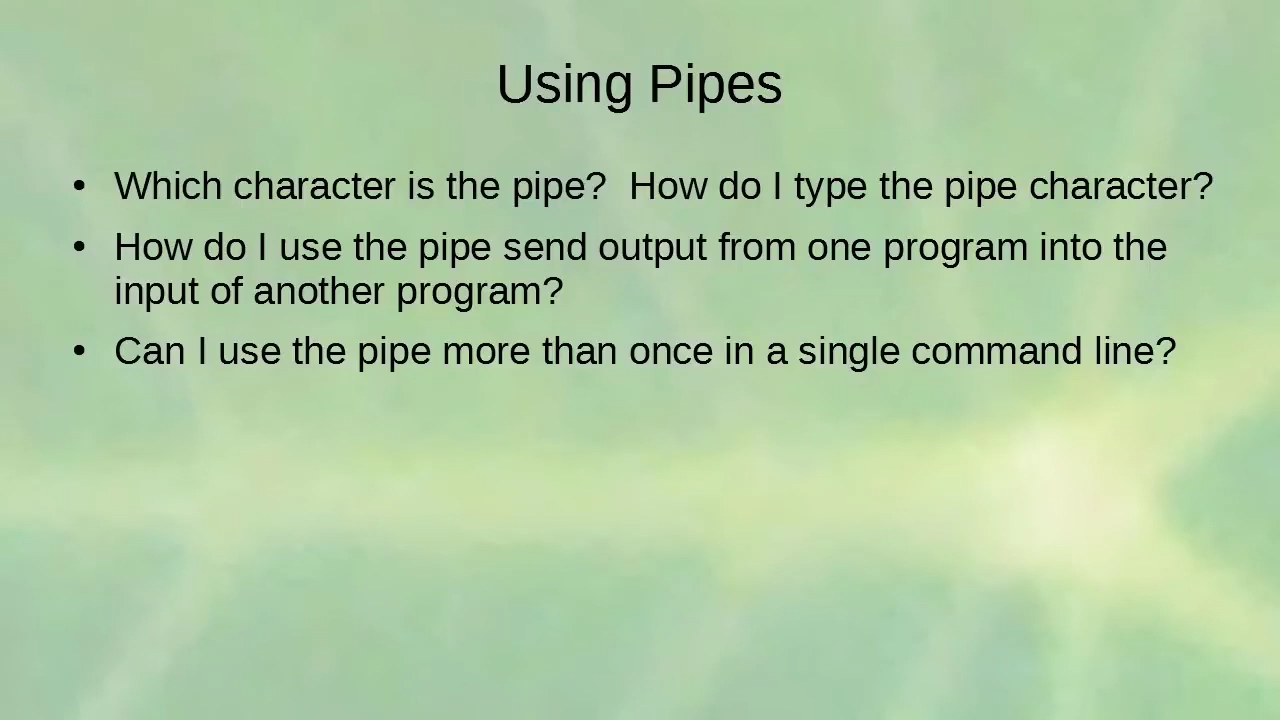 Using Pipes
• Which character is the pipe?  How do I type the pipe character?
• How do I use the pipe send output from one program into the
input of another program?
• Can I use the pipe more than once in a single command line?